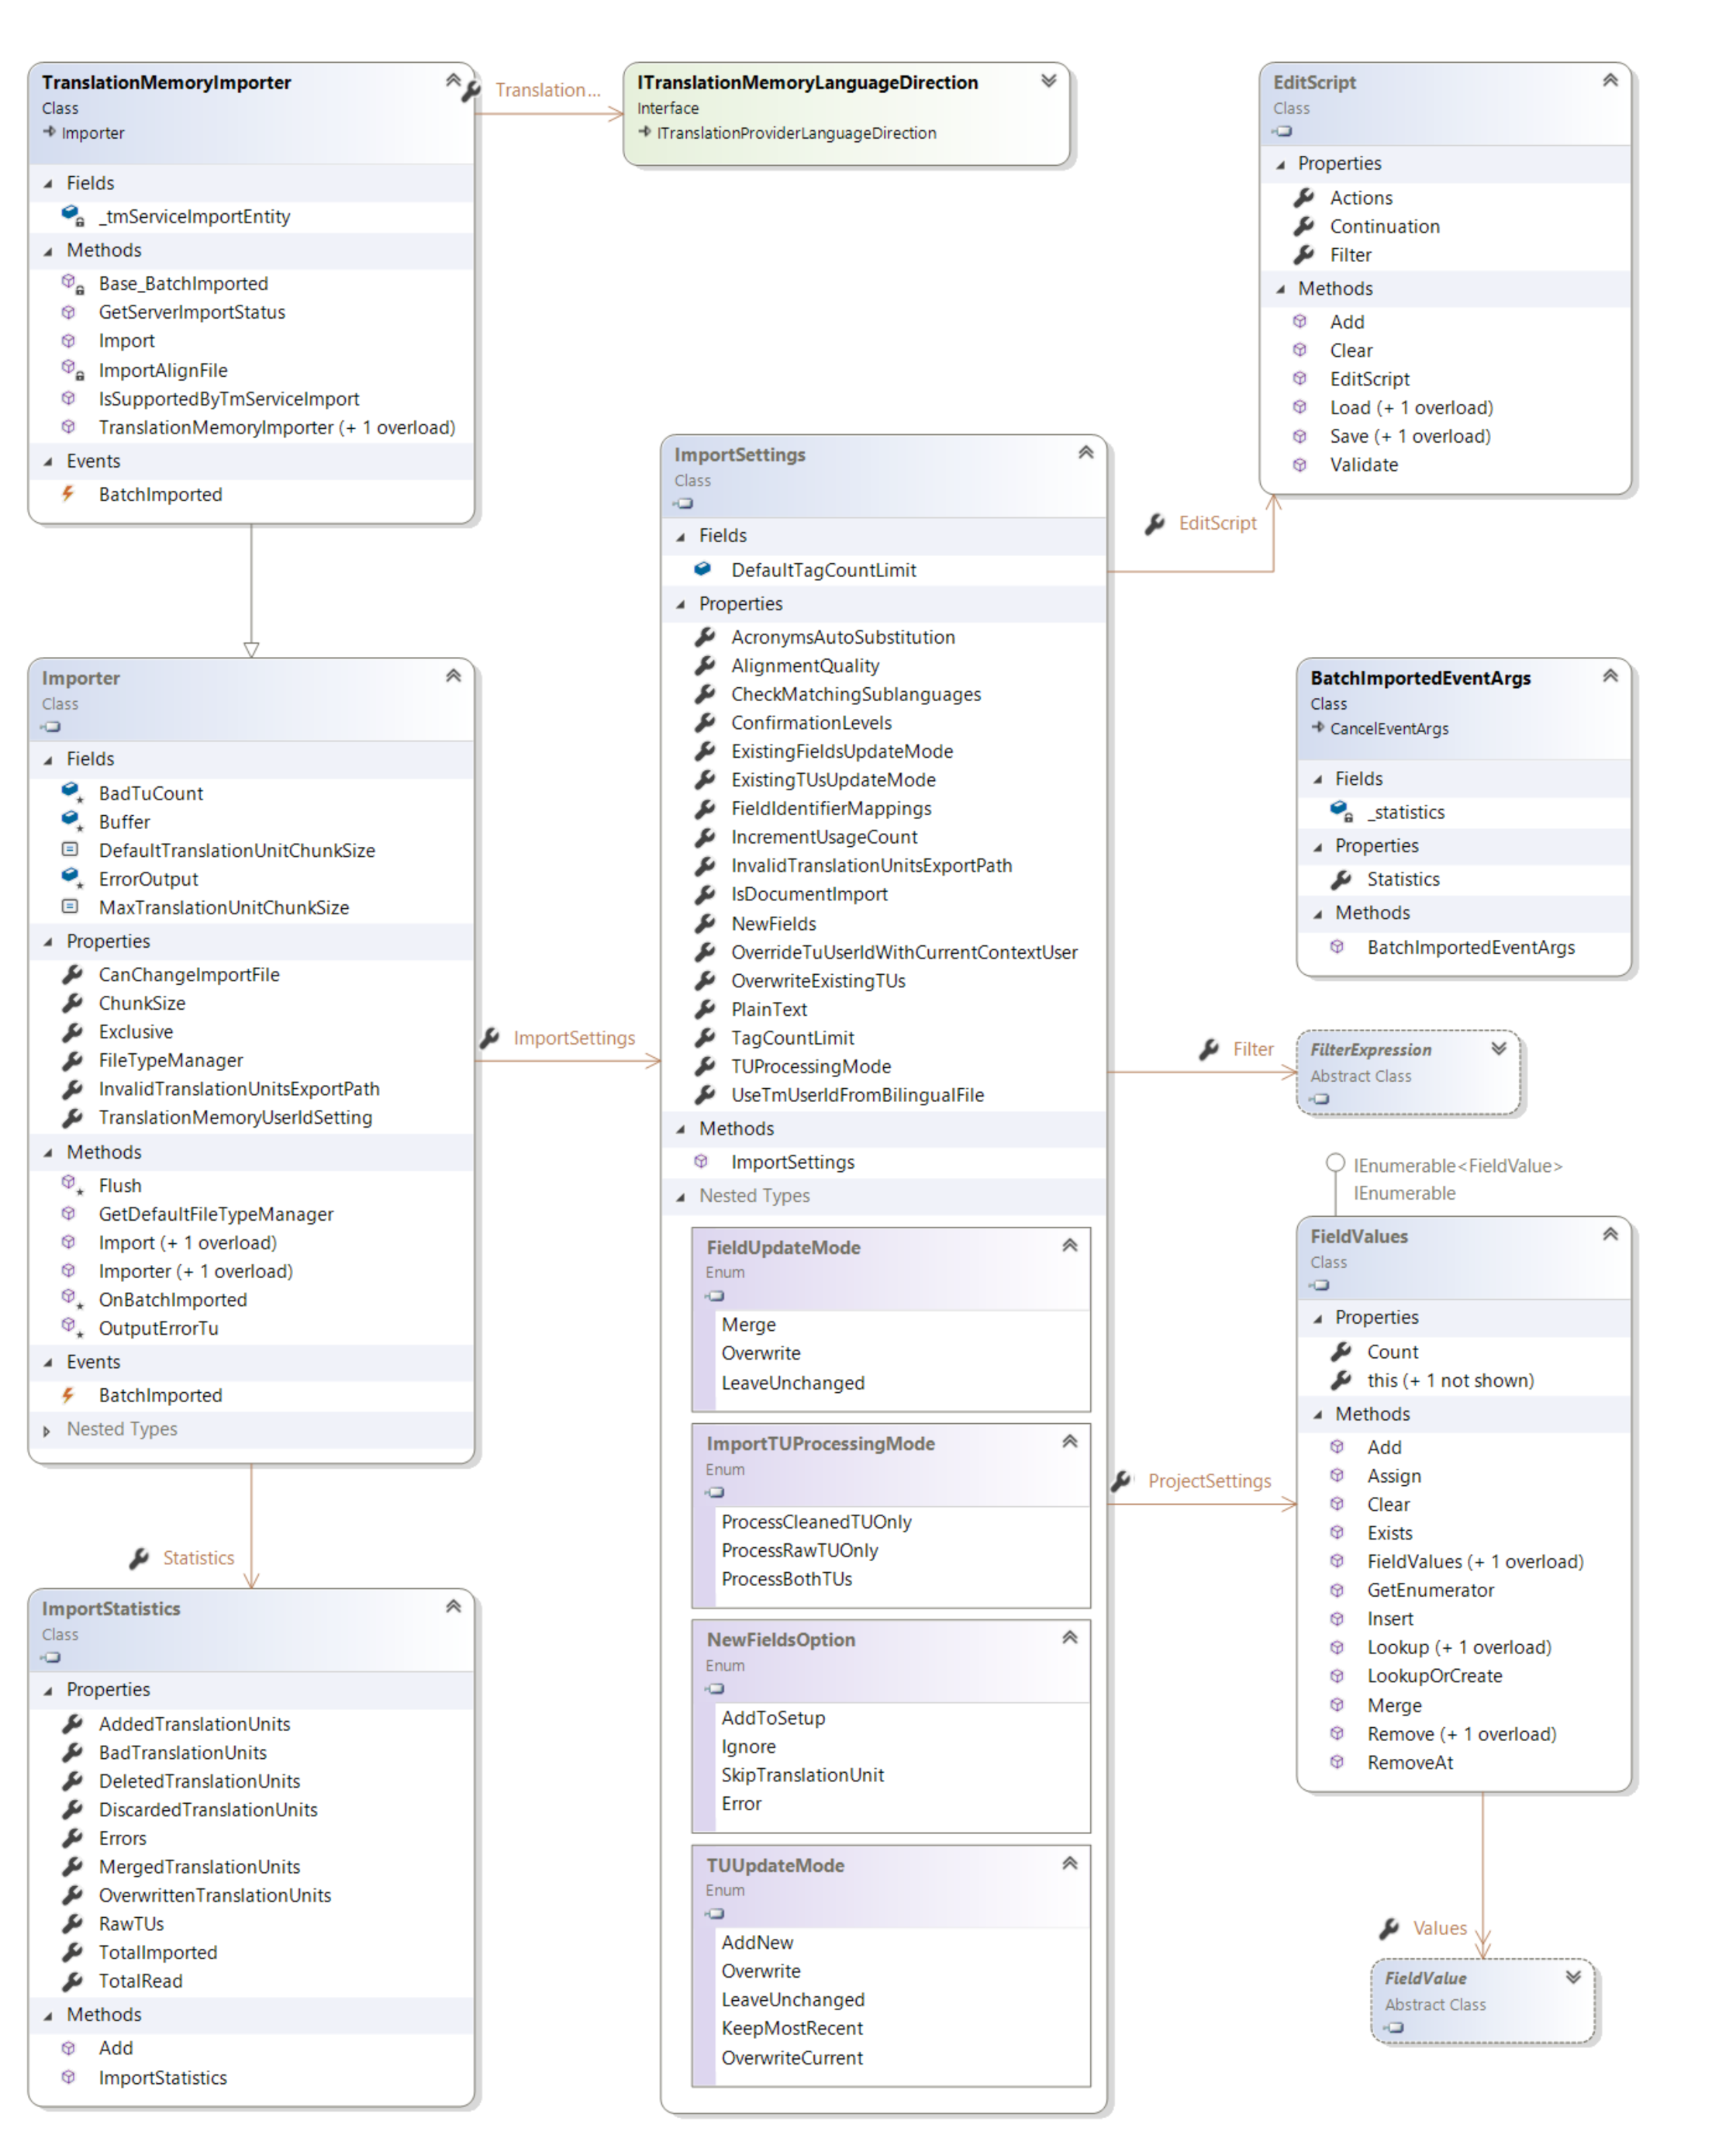 TranslationMemoryImporter
Class
Importer
Fields
_tmServiceImportEntity
Methods
Base_BatchImported
GetServerImportStatus
Import
ImportAlignFile
IsSupportedByTmServiceImport
TranslationMemoryImporter (+ 1 overload)
Events
BatchImported
Translation...
ITranslationMemoryLanguageDirection
Interface
ITranslationProviderLanguageDirection
EditScript
Class
Properties
Actions
Continuation
Filter
Methods
Add
Clear
EditScript
Load (+ 1 overload)
Save (+ 1 overload)
Validate
Importer
Class
Fields
BadTuCount
Buffer
DefaultTranslationUnitChunkSize
ErrorOutput
MaxTranslationUnitChunkSize
Properties
CanChangeImportFile
ChunkSize
Exclusive
FileTypeManager
InvalidTranslationUnitsExportPath
TranslationMemoryUserIdSetting
Methods
Flush
GetDefaultFileTypeManager
Import (+ 1 overload)
Importer (+ 1 overload)
OnBatchImported
OutputErrorTu
Events
BatchImported
Nested Types
ImportSettings
Statistics
ImportStatistics
Class
Properties
AddedTranslationUnits
BadTranslationUnits
DeletedTranslationUnits
DiscardedTranslationUnits
Errors
MergedTranslationUnits
OverwrittenTranslationUnits
RawTUs
TotalImported
TotalRead
Methods
Add
ImportStatistics
ImportSettings
Class
Fields
DefaultTagCountLimit
Properties
AcronymsAutoSubstitution
AlignmentQuality
CheckMatchingSublanguages
ConfirmationLevels
ExistingFieldsUpdateMode
ExistingTUsUpdateMode
FieldIdentifierMappings
IncrementUsageCount
InvalidTranslationUnitsExportPath
IsDocumentImport
NewFields
OverrideTuUserIdWithCurrentContextUser
OverwriteExistingTUs
PlainText
TagCountLimit
TUProcessingMode
UseTmUserIdFromBilingualFile
Methods
ImportSettings
Nested Types
FieldUpdateMode
Enum
Merge
Overwrite
LeaveUnchanged
ImportTUProcessingMode
Enum
ProcessCleanedTUOnly
ProcessRawTUOnly
ProcessBothTUs
NewFieldsOption
Enum
AddToSetup
Ignore
SkipTranslationUnit
Error
TUUpdateMode
Enum
AddNew
Overwrite
LeaveUnchanged
KeepMostRecent
OverwriteCurrent
EditScript
BatchImportedEventArgs
Class
CancelEventArgs
Fields
_statistics
Properties
Statistics
Methods
BatchImportedEventArgs
Filter
FilterExpression
Abstract Class
IEnumerable<FieldValue>
IEnumerable
FieldValues
Class
Properties
Count
this (+ 1 not shown)
Methods
Add
Assign
Clear
Exists
FieldValues (+ 1 overload)
GetEnumerator
Insert
Lookup (+ 1 overload)
LookupOrCreate
Merge
Remove (+ 1 overload)
RemoveAt
ProjectSettings
Values
FieldValue
Abstract Class